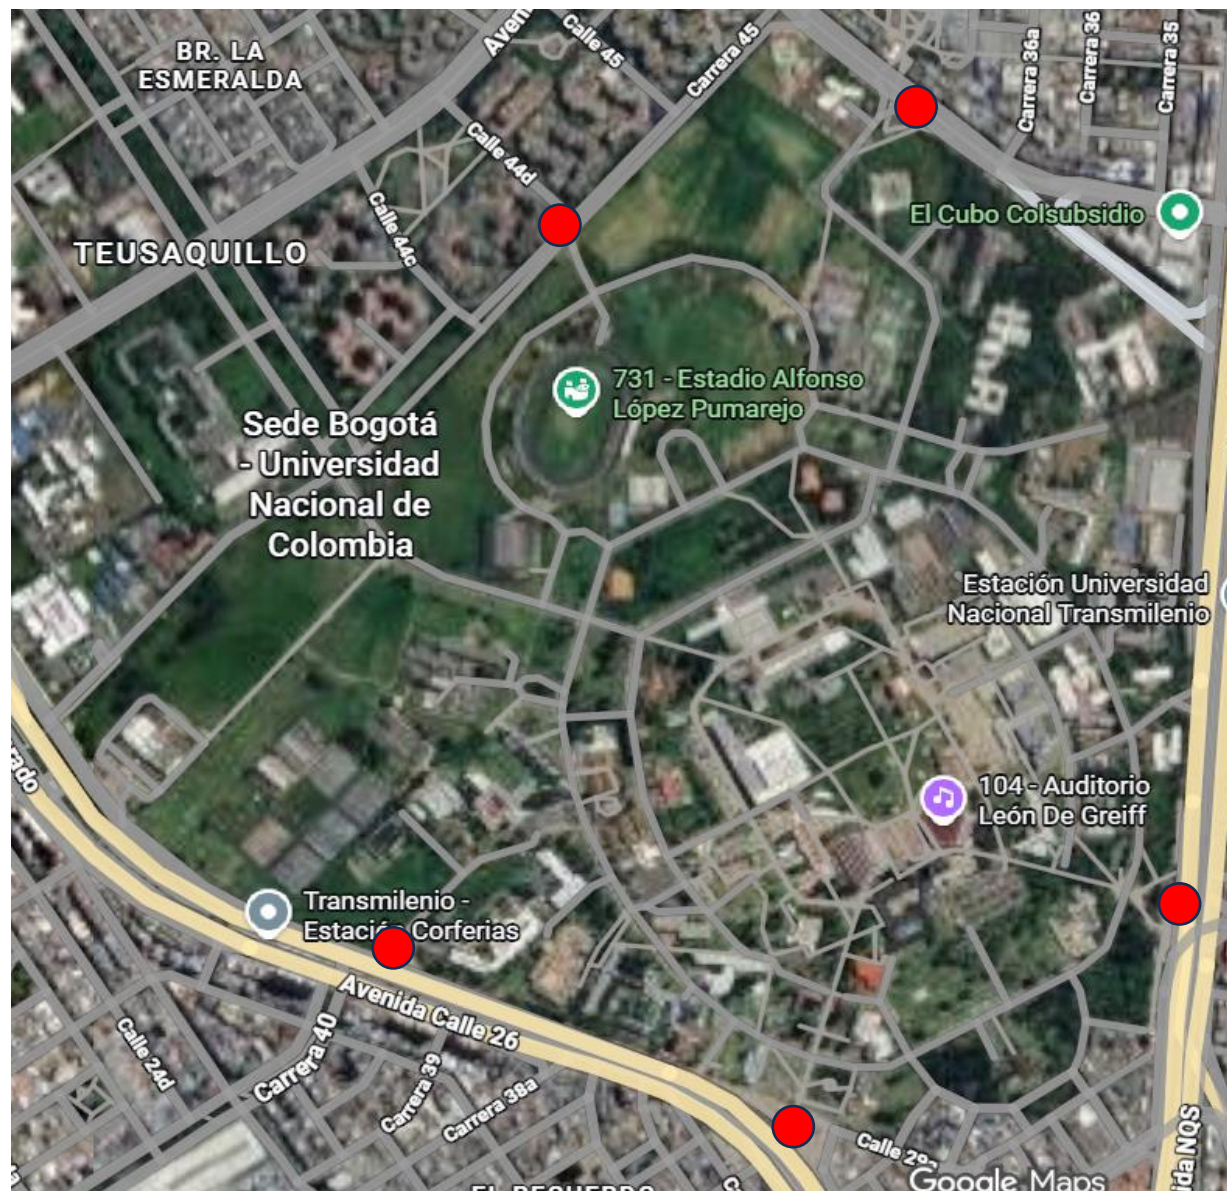 BR. LA
ESMERALDA
Calle 45
Carrera 45
Carrera 36a
Carrera 36
Carrera 35
Calle 44d
Calle 44c
TEUSAQUILLO
El Cubo Colsubsidio
731 - Estadio Alfonso
López Pumarejo
Sede Bogotá
- Universidad
Nacional de
Colombia
Estación Universidad
Nacional Transmilenio
104 - Auditorio
León De Greiff
Transmilenio -
Corferias
Avenida Calle 26
Carrera 40
Calle 24d
Carrera 39
Carrera 38a
NQS
Google Maps